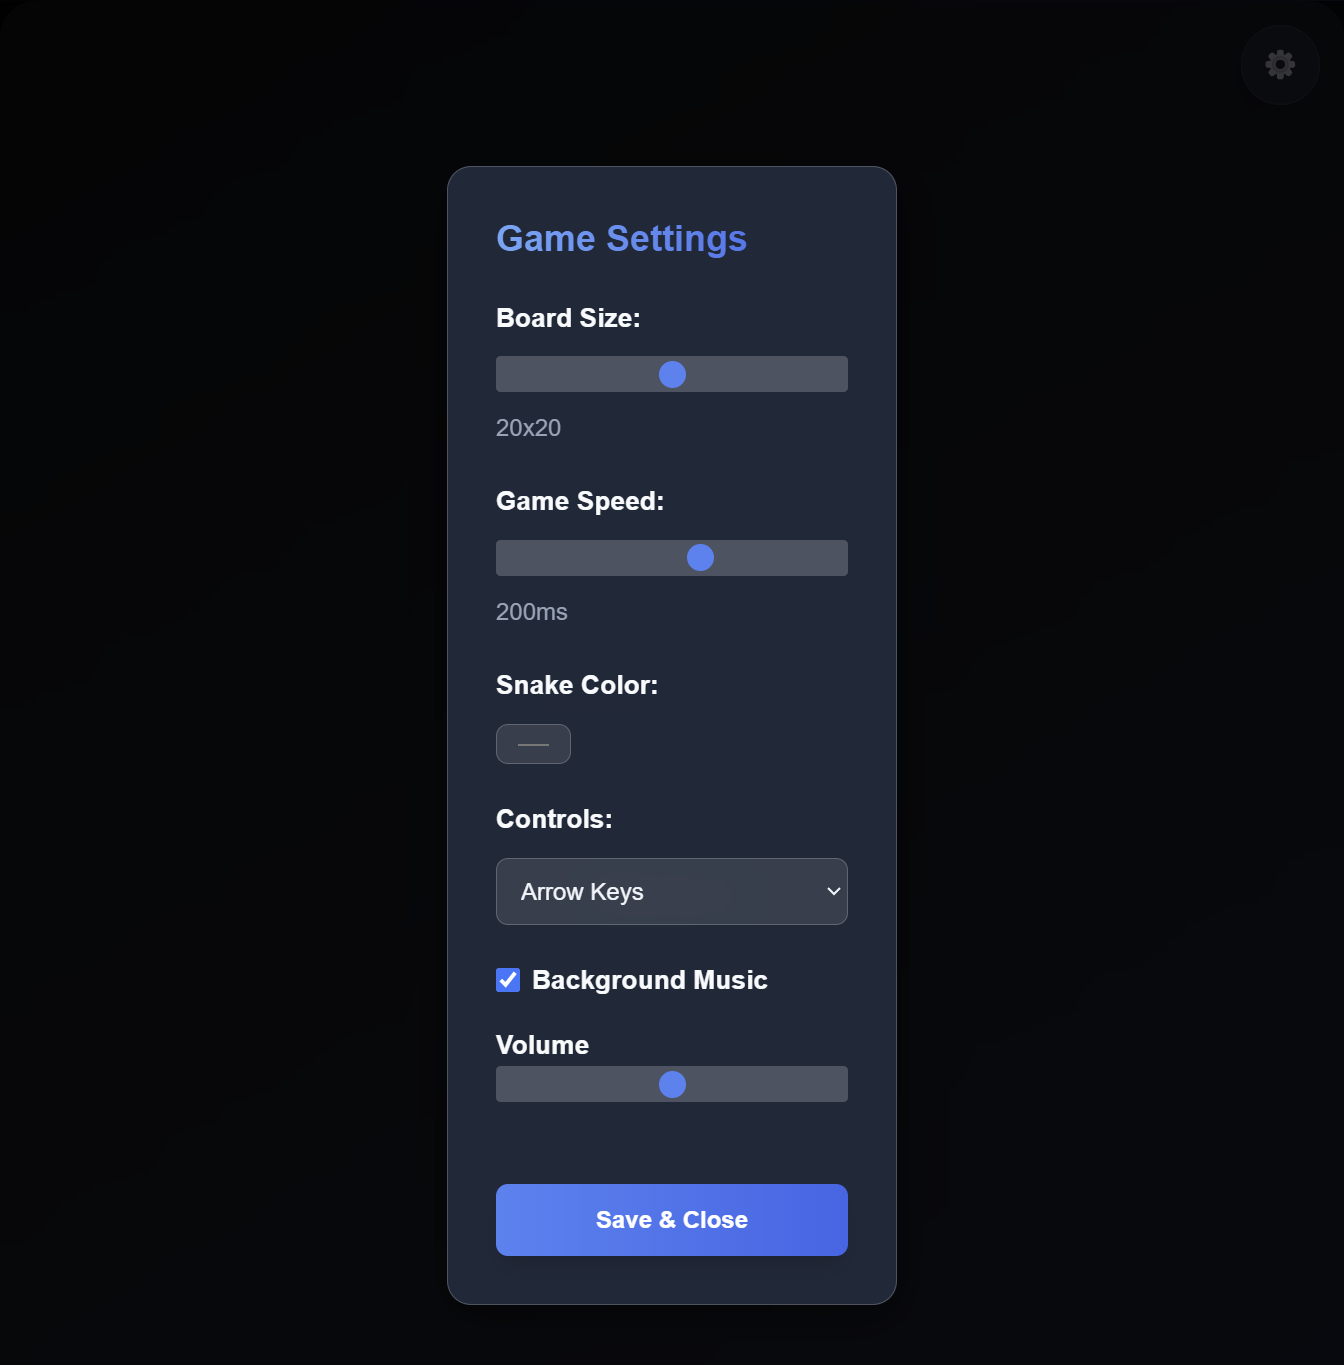 Game Settings
Board Size:
20x20
Game Speed:
200ms
Snake Color:
Controls:
Arrow Keys
Background Music
Volume
Save & Close